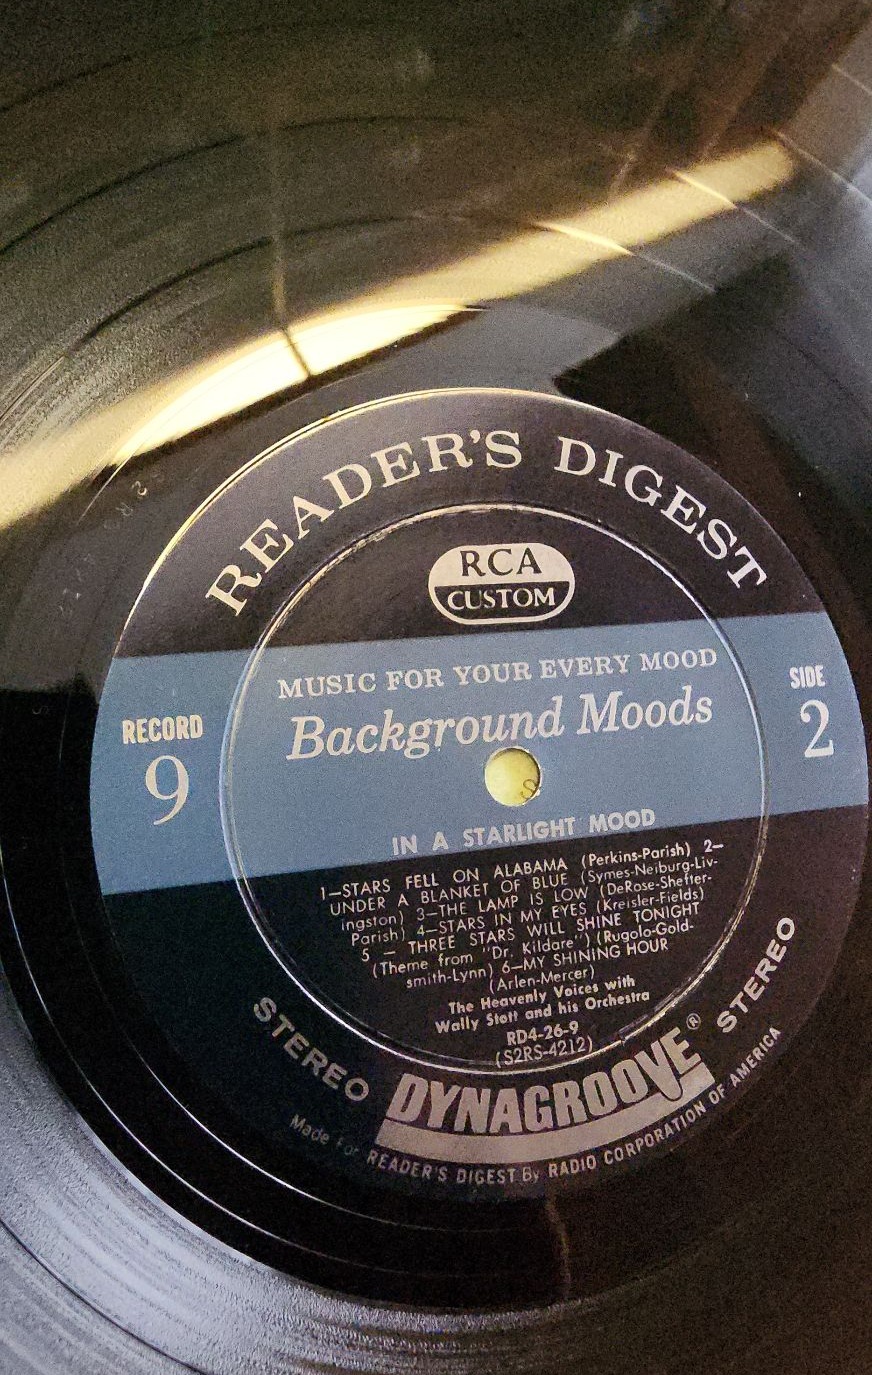 READER'S DIGEST
RCA
CUSTOM
MUSIC FOR YOUR EVERY MOOD
Background Moods
RECORD
9
SIDE
2
IN A STARLIGHT MOOD
1—STARS FELL ON ALABAMA (Perkins-Parish) 2—
UNDER A BLANKET OF BLUE (Symes-Neiburg-Liv-
ingston) 3—THE LAMP IS LOW (DeRose-Shefter-
Parish) 4—STARS IN MY EYES (Kreisler-Fields)
5 — THREE STARS WILL SHINE TONIGHT
(Theme from "Dr. Kildare") (Rugolo-Gold-
smith-Lynn) 6—MY SHINING HOUR
(Arlen-Mercer)
The Heavenly Voices with
Wally Stott and his Orchestra
RD4-26-9
(S2RS-4212)
STEREO
DYNAGROOVE®
STEREO
Made For READER'S DIGEST By RADIO CORPORATION OF AMERICA